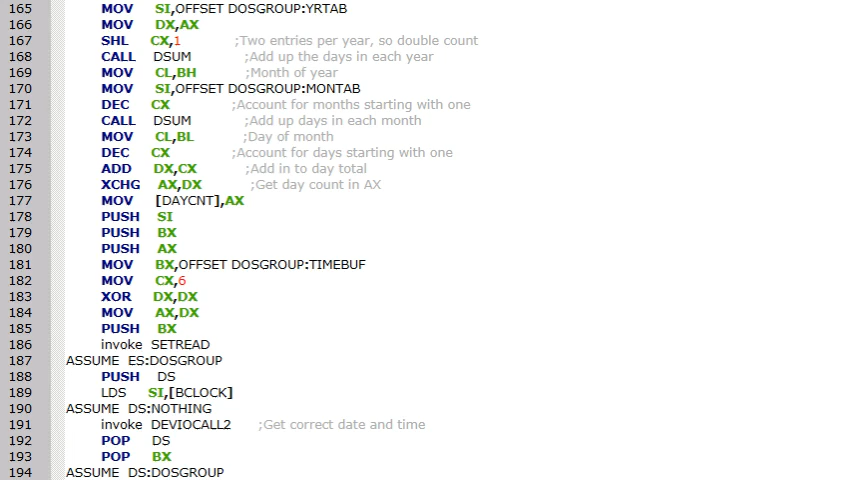 165 MOV SI,OFFSET DOSGROUP:YRTAB
166 MOV DX,AX
167 SHL CX,1 ;Two entries per year, so double count
168 CALL DSUM ;Add up the days in each year
169 MOV CL,BH ;Month of year
170 MOV SI,OFFSET DOSGROUP:MONTAB
171 DEC CX ;Account for months starting with one
172 CALL DSUM ;Add up days in each month
173 MOV CL,BL ;Day of month
174 DEC CX ;Account for days starting with one
175 ADD DX,CX ;Add in to day total
176 XCHG AX,DX ;Get day count in AX
177 MOV [DAYCNT],AX
178 PUSH SI
179 PUSH BX
180 PUSH AX
181 MOV BX,OFFSET DOSGROUP:TIMEBUF
182 MOV CX,6
183 XOR DX,DX
184 MOV AX,DX
185 PUSH BX
186 invoke SETREAD
187 ASSUME ES:DOSGROUP
188 PUSH DS
189 LDS SI,[BCLOCK]
190 ASSUME DS:NOTHING
191 invoke DEVIOCALL2 ;Get correct date and time
192 POP DS
193 POP BX
194 ASSUME DS:DOSGROUP